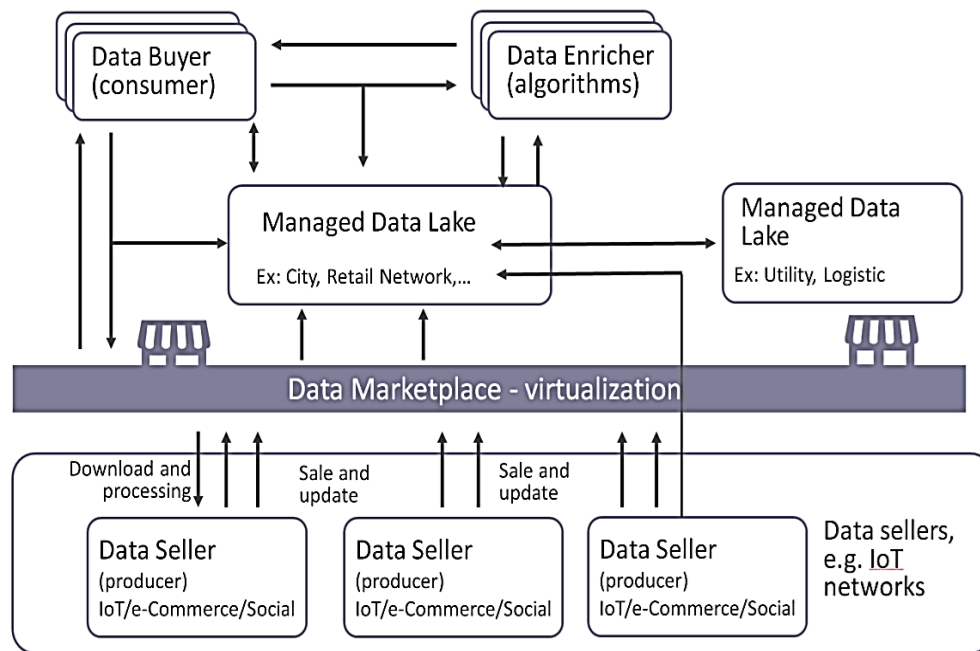 Data Buyer
(consumer)
Data Enricher
(algorithms)
Managed Data Lake
Ex: City, Retail Network,...
Managed Data
Lake
Ex: Utility, Logistic
Data Marketplace - virtualization
Download and
processing
Sale and
update
Sale and
update
Data Seller
(producer)
IoT/e-Commerce/Social
Data Seller
(producer)
IoT/e-Commerce/Social
Data Seller
(producer)
IoT/e-Commerce/Social
Data sellers,
e.g. IoT
networks